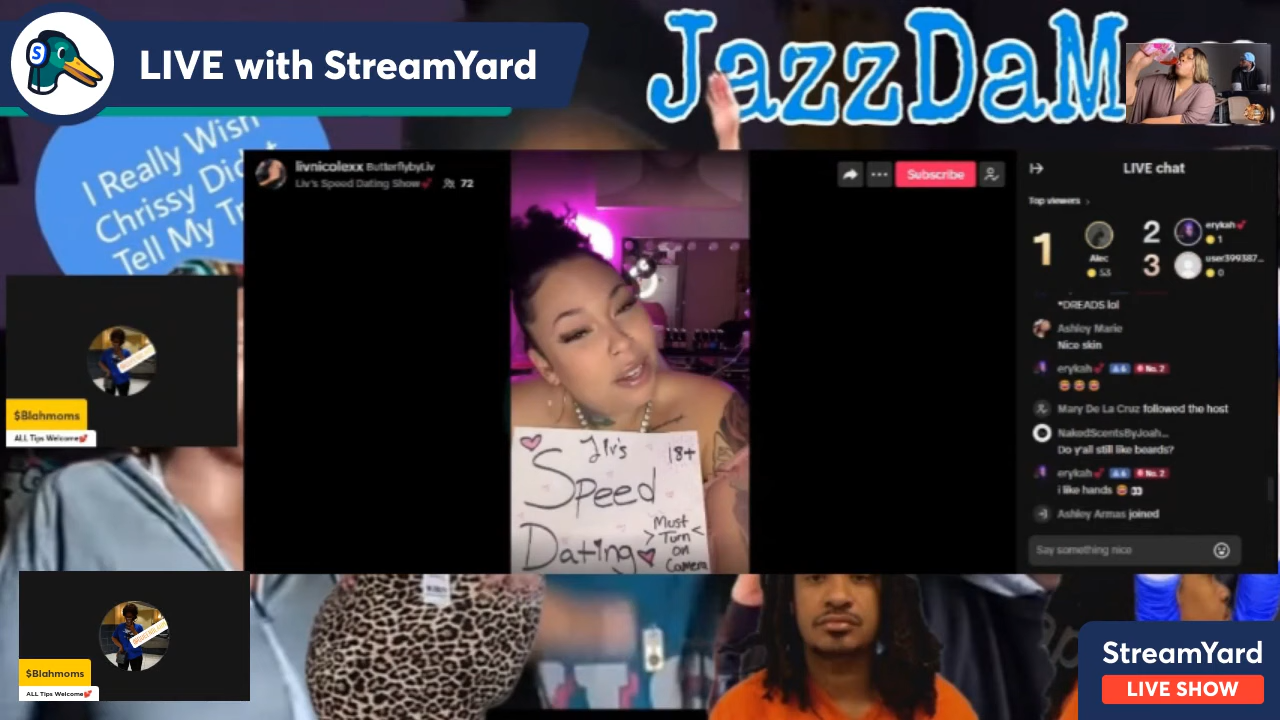 S
LIVE with StreamYard
JazzDaM
I Really Wish
Chrissy Did
Tell My Tr
livnicolexx ButterflybyLiv
Liv's Speed Dating Show💕 72
Subscribe
LIVE chat
Top viewers >
1
Alec
53
2
erykah💕
1
3
user399387...
0
*DREADS lol
Ashley Marie
Nice skin
erykah💕 No. 2
Mary De La Cruz followed the host
NakedScentsByJoah...
Do y'all still like beards?
erykah💕 No. 2
i like hands
Ashley Armas joined
Say something nice
Liv's
18+
Speed
Dating
>Must<
Turn
on
Camera
$Blahmoms
ALL Tips Welcome💕
$Blahmoms
ALL Tips Welcome💕
StreamYard
LIVE SHOW